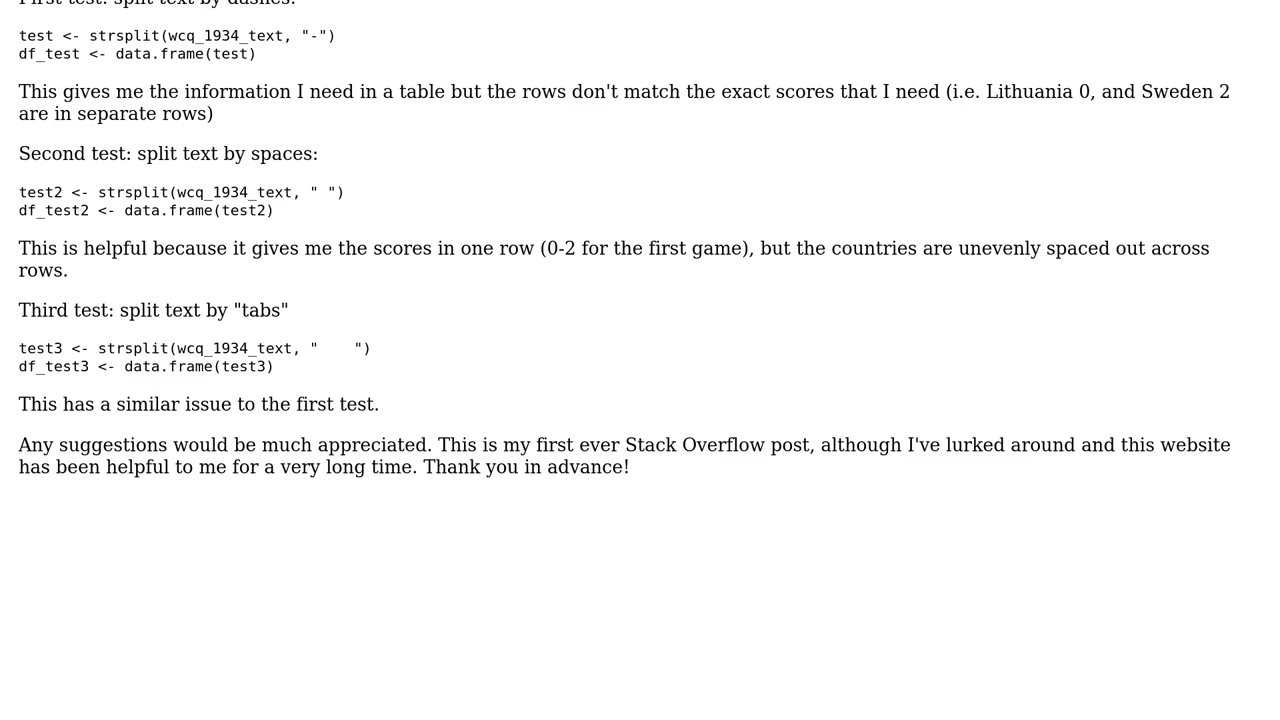 First test: split text by dashes:
test <- strsplit(wcq_1934_text, "-")
df_test <- data.frame(test)
This gives me the information I need in a table but the rows don't match the exact scores that I need (i.e. Lithuania 0, and Sweden 2
are in separate rows)
Second test: split text by spaces:
test2 <- strsplit(wcq_1934_text, " ")
df_test2 <- data.frame(test2)
This is helpful because it gives me the scores in one row (0-2 for the first game), but the countries are unevenly spaced out across
rows.
Third test: split text by "tabs"
test3 <- strsplit(wcq_1934_text, "    ")
df_test3 <- data.frame(test3)
This has a similar issue to the first test.
Any suggestions would be much appreciated. This is my first ever Stack Overflow post, although I've lurked around and this website
has been helpful to me for a very long time. Thank you in advance!